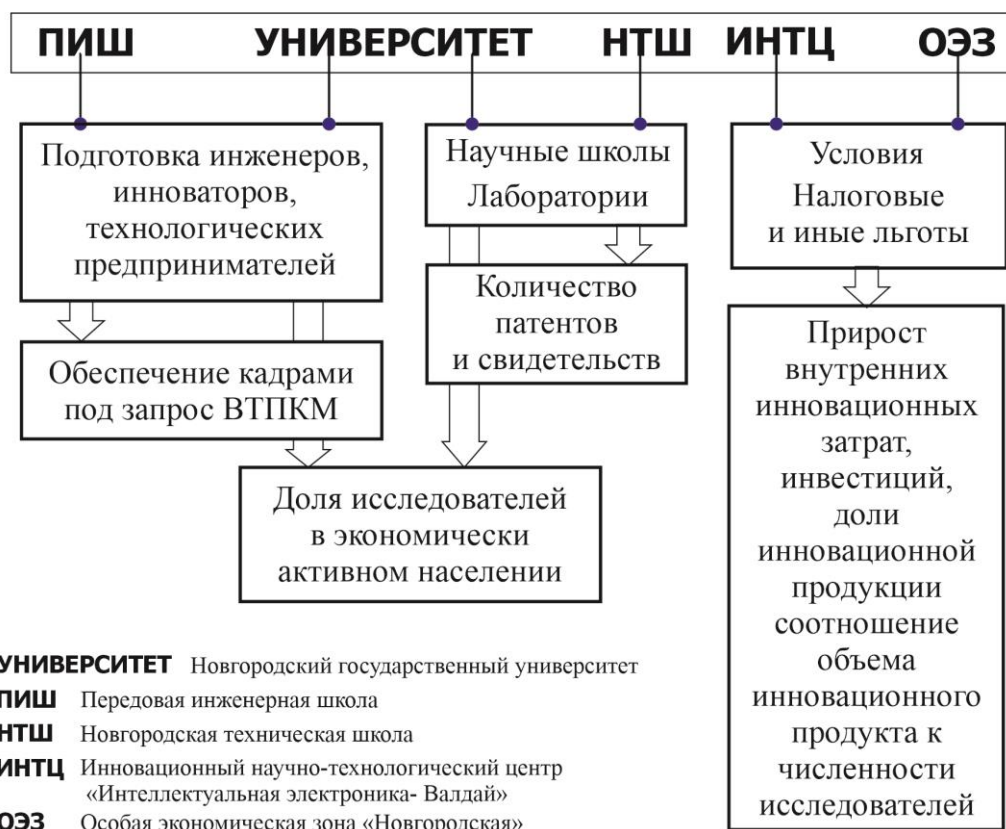 ПИШ УНИВЕРСИТЕТ НТШ ИНТЦ ОЭЗ
Подготовка инженеров,
инноваторов,
технологических
предпринимателей
Обеспечение кадрами
под запрос ВТПКМ
Научные школы
Лаборатории
Количество
патентов
и свидетельств
Доля исследователей
в экономически
активном населении
Условия
Налоговые
и иные льготы
Прирост
внутренних
инновационных
затрат,
инвестиций,
доли
инновационной
продукции
соотношение
объема
инновационного
продукта к
численности
исследователей
УНИВЕРСИТЕТ Новгородский государственный университет
ПИШ Передовая инженерная школа
НТШ Новгородская техническая школа
ИНТЦ Инновационный научно-технологический центр
«Интеллектуальная электроника- Валдай»
ОЭЗ Особая экономическая зона «Новгородская»